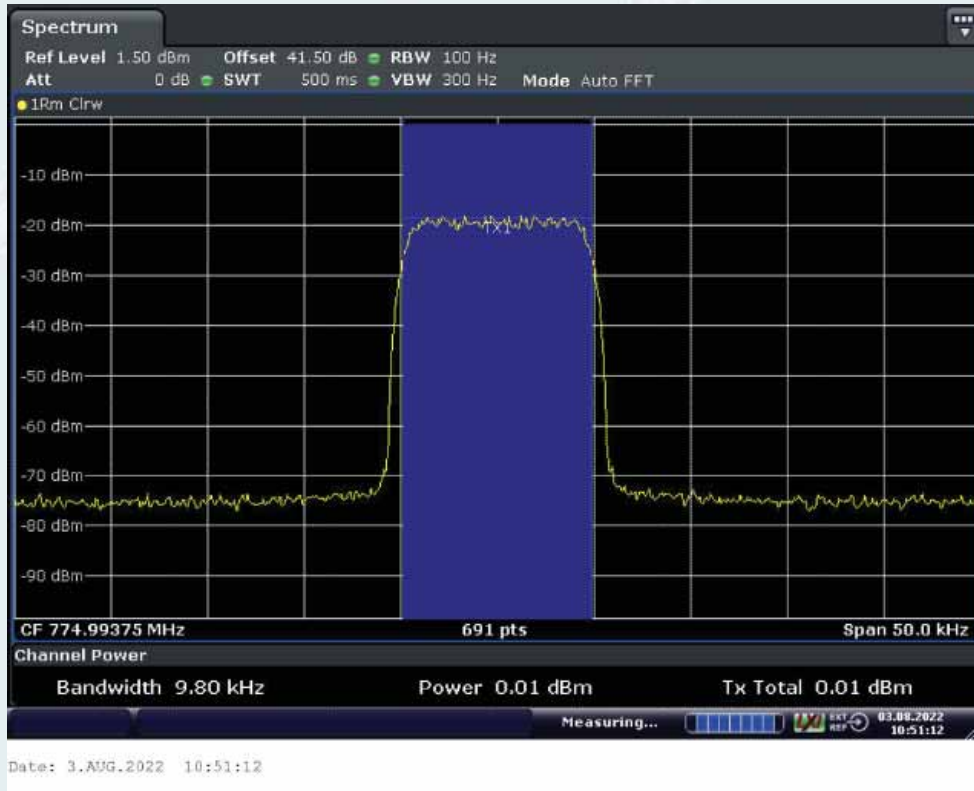 Spectrum
Ref Level 1.50 dBm Offset 41.50 dB RBW 100 Hz
Att 0 dB SWT 500 ms VBW 300 Hz Mode Auto FFT
1Rm Clrw
-10 dBm
-20 dBm
TX1
-30 dBm
-40 dBm
-50 dBm
-60 dBm
-70 dBm
-80 dBm
-90 dBm
CF 774.99375 MHz 691 pts Span 50.0 kHz
Channel Power
Bandwidth 9.80 kHz Power 0.01 dBm Tx Total 0.01 dBm
Measuring... LXI EXT REF 03.08.2022
10:51:12
Date: 3.AUG.2022 10:51:12